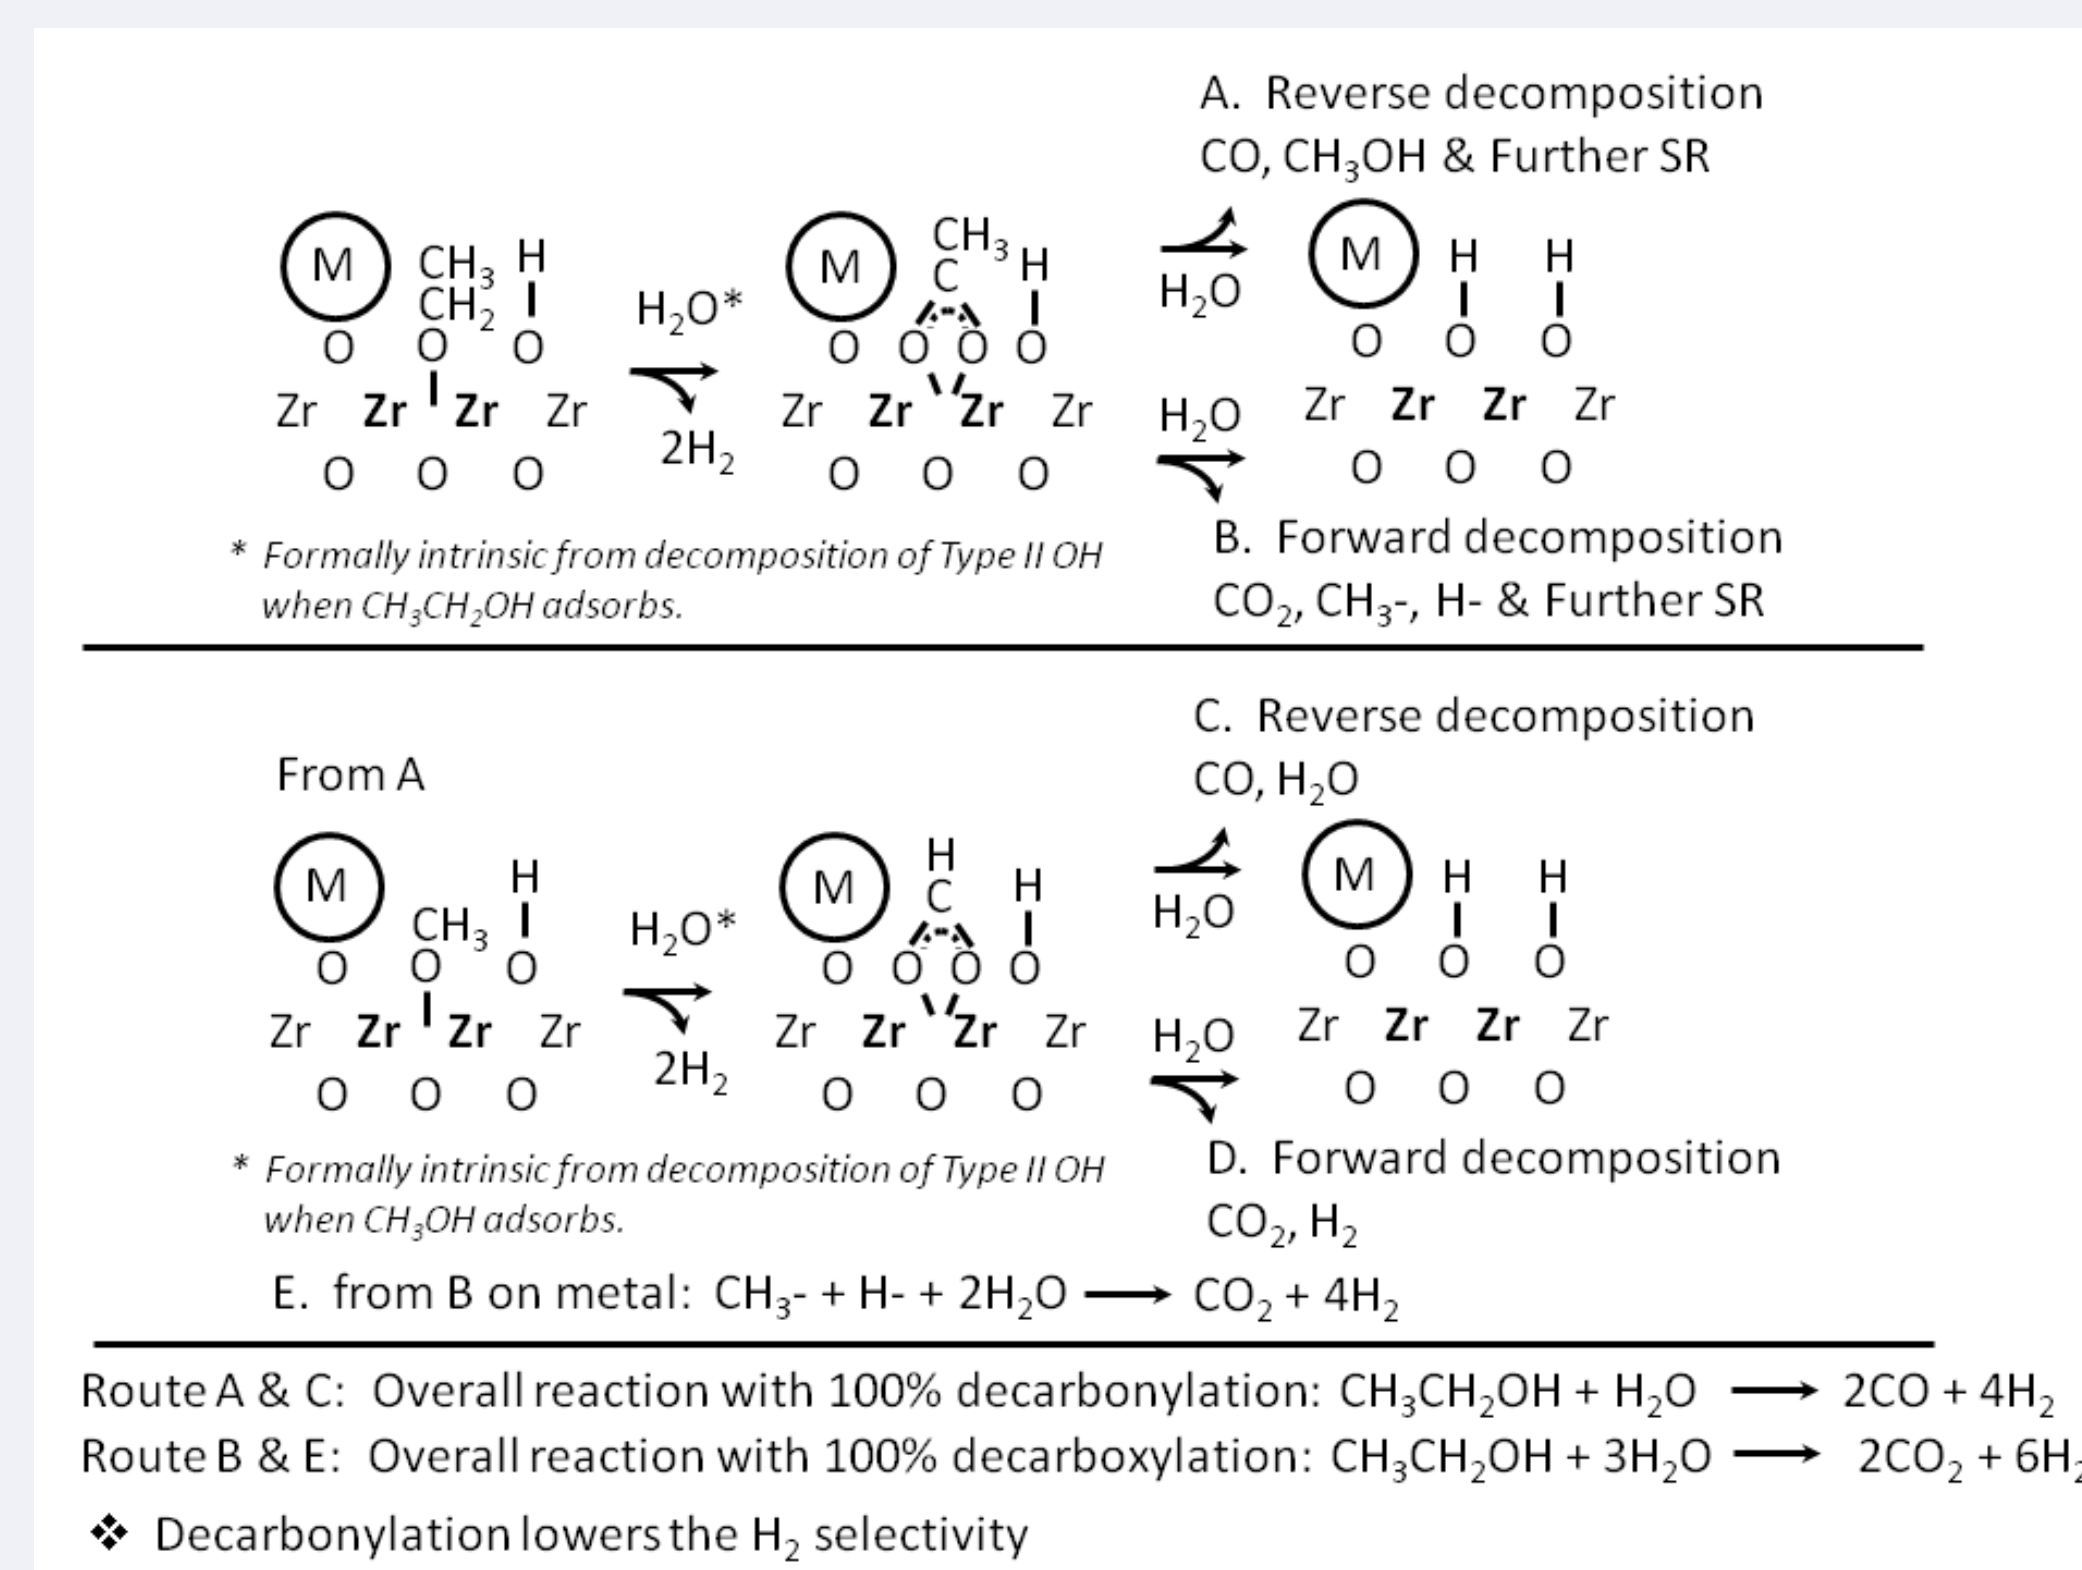 A. Reverse decomposition
CO, CH₃OH & Further SR
M CH₃ H
CH₂
O O O
Zr Zr Zr Zr
O O O
H₂O*
2H₂
M CH₃
C H
O O O O
Zr Zr Zr Zr
O O O
H₂O
H₂O
M H H
O O O
Zr Zr Zr Zr
O O O
* Formally intrinsic from decomposition of Type II OH
when CH₃CH₂OH adsorbs.
B. Forward decomposition
CO₂, CH₃-, H- & Further SR
C. Reverse decomposition
CO, H₂O
From A
M H
CH₃
O O O
Zr Zr Zr Zr
O O O
H₂O*
2H₂
M H
C H
O O O O
Zr Zr Zr Zr
O O O
H₂O
H₂O
M H H
O O O
Zr Zr Zr Zr
O O O
* Formally intrinsic from decomposition of Type II OH
when CH₃OH adsorbs.
D. Forward decomposition
CO₂, H₂
E. from B on metal: CH₃- + H- + 2H₂O ⟶ CO₂ + 4H₂
Route A & C: Overall reaction with 100% decarbonylation: CH₃CH₂OH + H₂O ⟶ 2CO + 4H₂
Route B & E: Overall reaction with 100% decarboxylation: CH₃CH₂OH + 3H₂O ⟶ 2CO₂ + 6H₂
❖ Decarbonylation lowers the H₂ selectivity